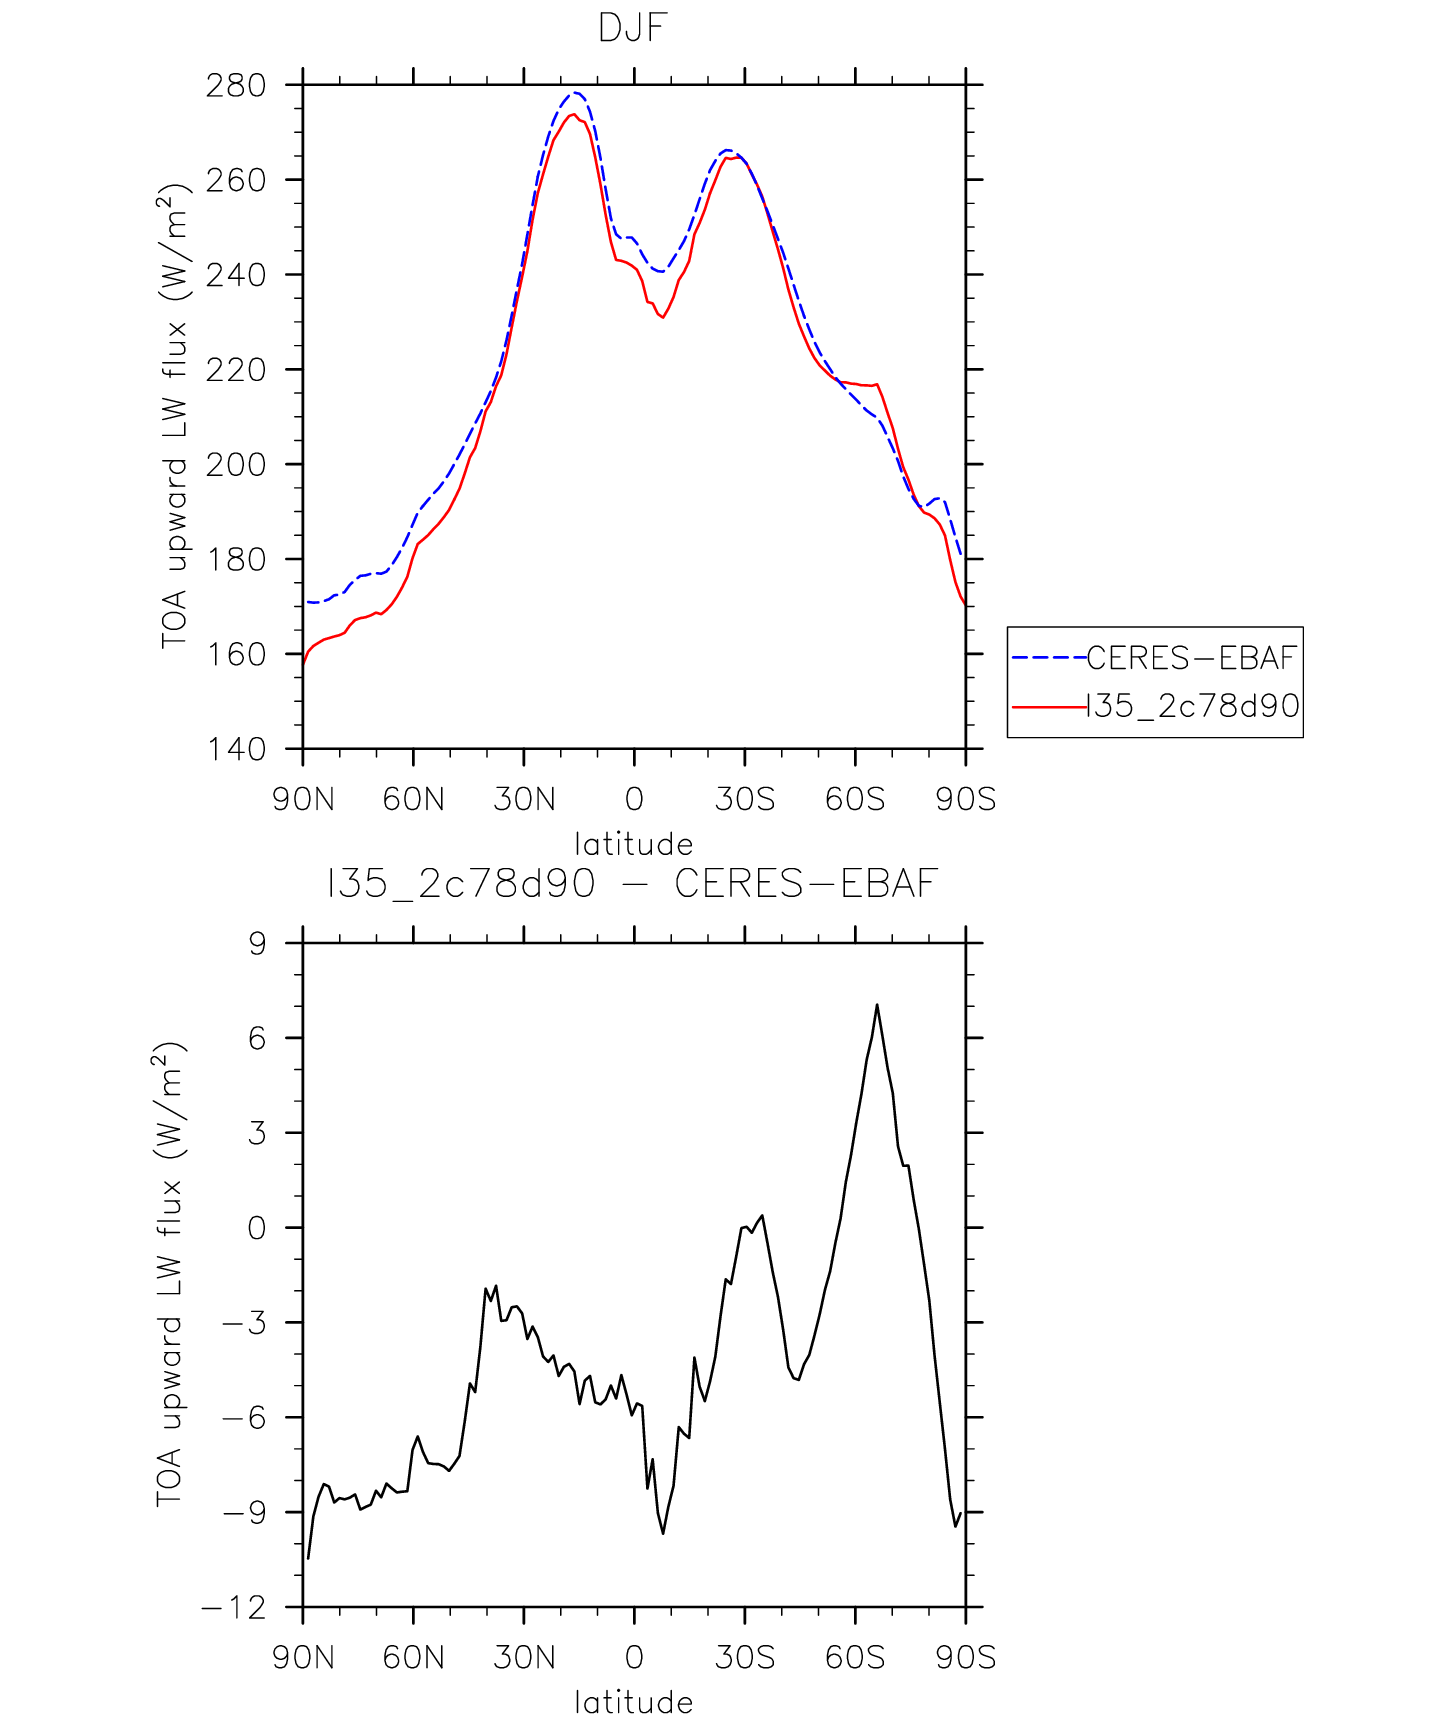 DJF
280
260
240
220
200
180
160
140
TOA upward LW flux (W/m²)
90N 60N 30N 0 30S 60S 90S
latitude
CERES-EBAF
I35_2c78d90
I35_2c78d90 - CERES-EBAF
9
6
3
0
-3
-6
-9
-12
TOA upward LW flux (W/m²)
90N 60N 30N 0 30S 60S 90S
latitude